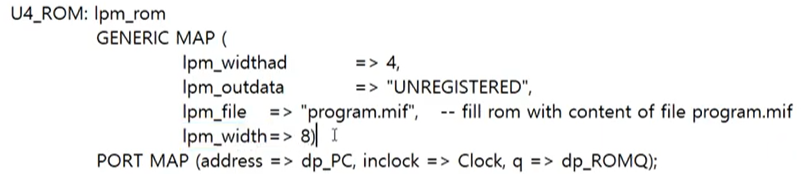 U4_ROM: lpm_rom
GENERIC MAP (
lpm_widthad => 4,
lpm_outdata => "UNREGISTERED",
lpm_file => "program.mif", -- fill rom with content of file program.mif
lpm_width=> 8)
PORT MAP (address => dp_PC, inclock => Clock, q => dp_ROMQ);